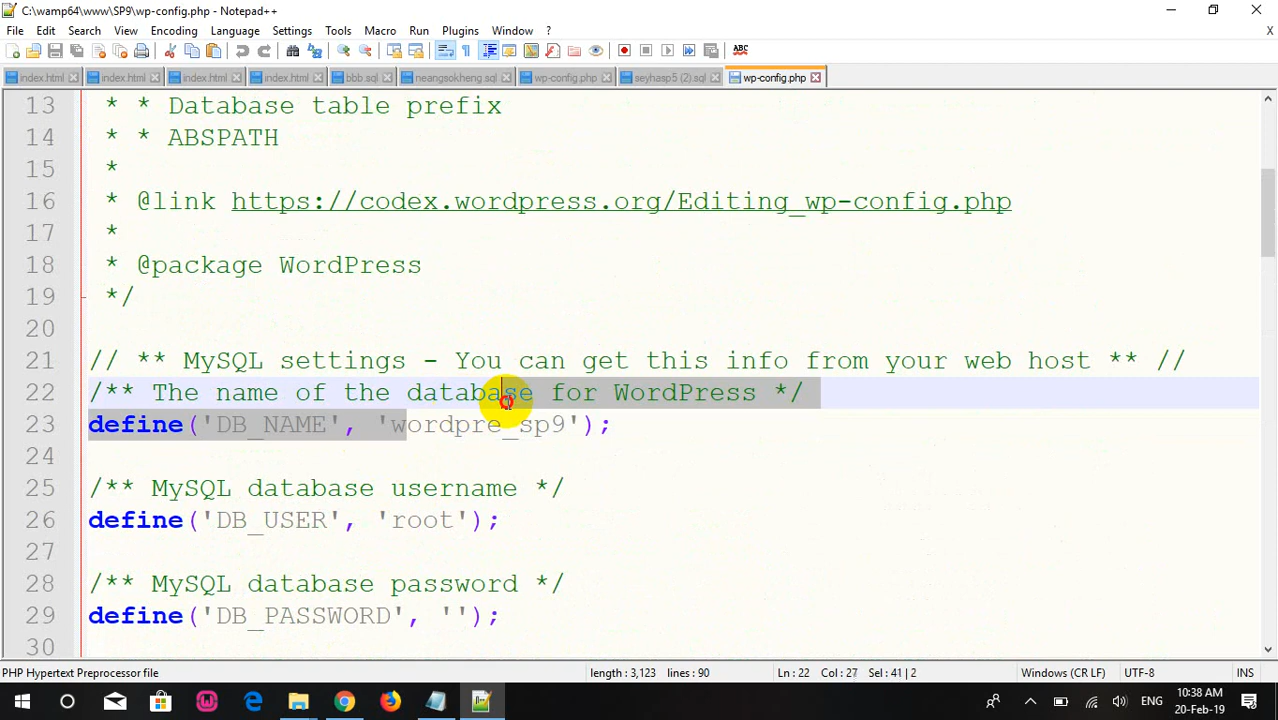 C:\wamp64\www\SP9\wp-config.php - Notepad++
File Edit Search View Encoding Language Settings Tools Macro Run Plugins Window ? X
index.html index.html index.html index.html bbb.sql neangsokheng.sql wp-config.php seyhasp5 (2).sql wp-config.php
13 * * Database table prefix
14 * * ABSPATH
15 *
16 * @link https://codex.wordpress.org/Editing_wp-config.php
17 *
18 * @package WordPress
19 */
20
21 // ** MySQL settings - You can get this info from your web host ** //
22 /** The name of the database for WordPress */
23 define('DB_NAME', 'wordpre_sp9');
24
25 /** MySQL database username */
26 define('DB_USER', 'root');
27
28 /** MySQL database password */
29 define('DB_PASSWORD', '');
30
PHP Hypertext Preprocessor file length : 3,123 lines : 90 Ln : 22 Col : 27 Sel : 41 | 2 Windows (CR LF) UTF-8 INS
ENG
10:38 AM
20-Feb-19